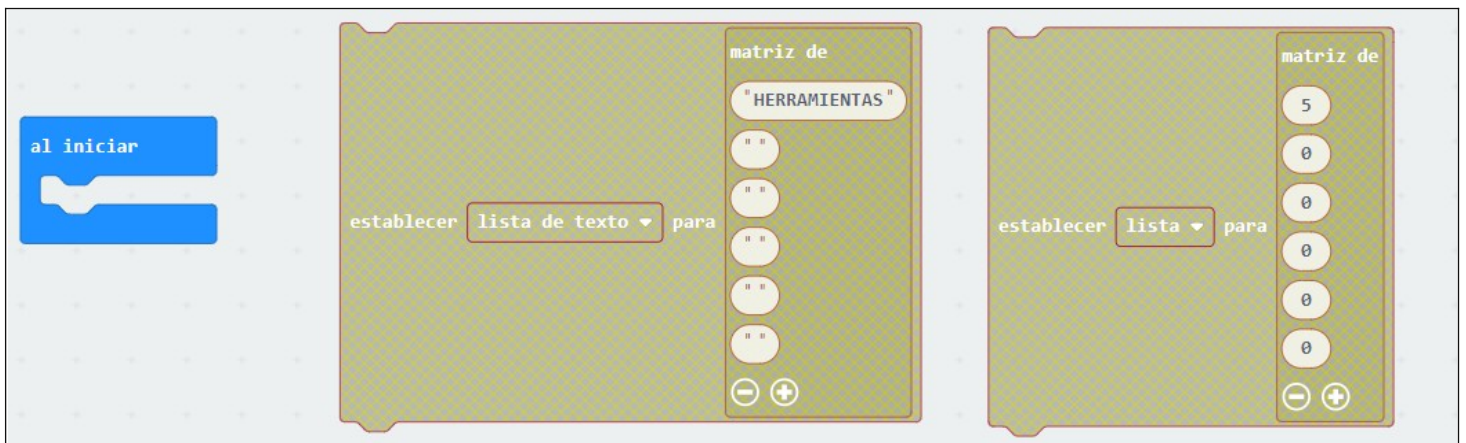 al iniciar
establecer lista de texto para
matriz de
"HERRAMIENTAS"
" "
" "
" "
" "
" "
establecer lista para
matriz de
5
0
0
0
0
0